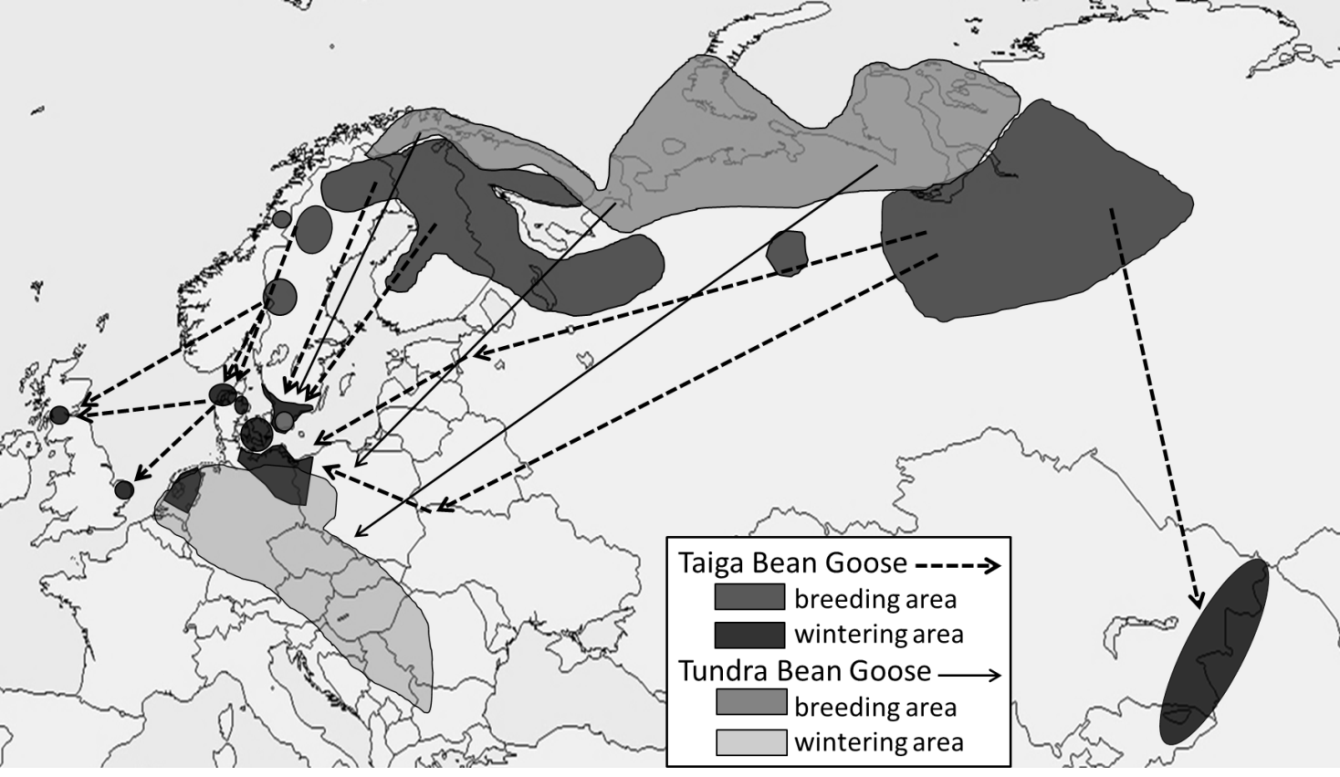 Taiga Bean Goose
breeding area
wintering area
Tundra Bean Goose
breeding area
wintering area